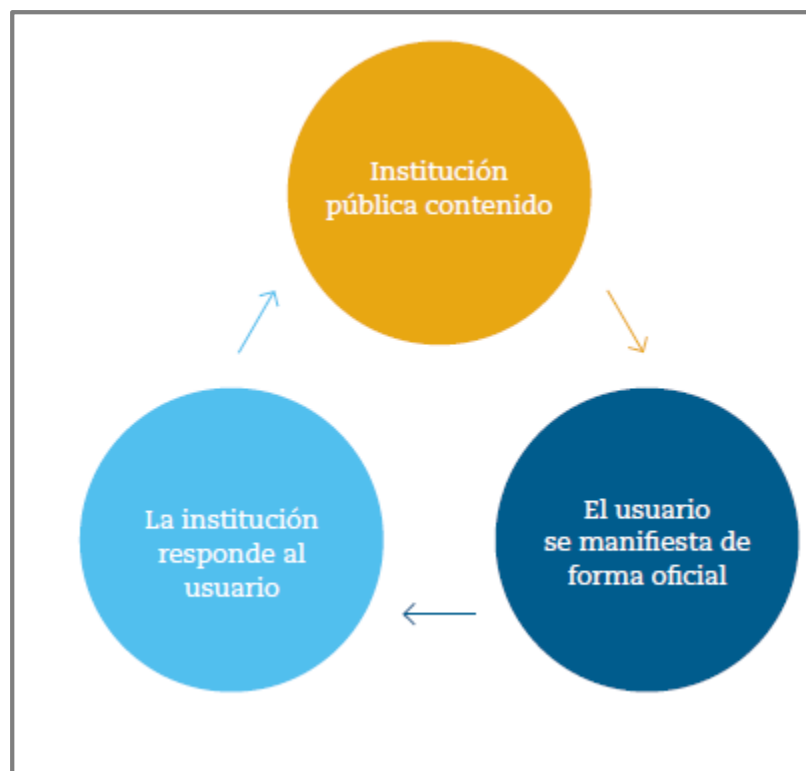 Institución
pública contenido
El usuario
se manifiesta de
forma oficial
La institución
responde al
usuario